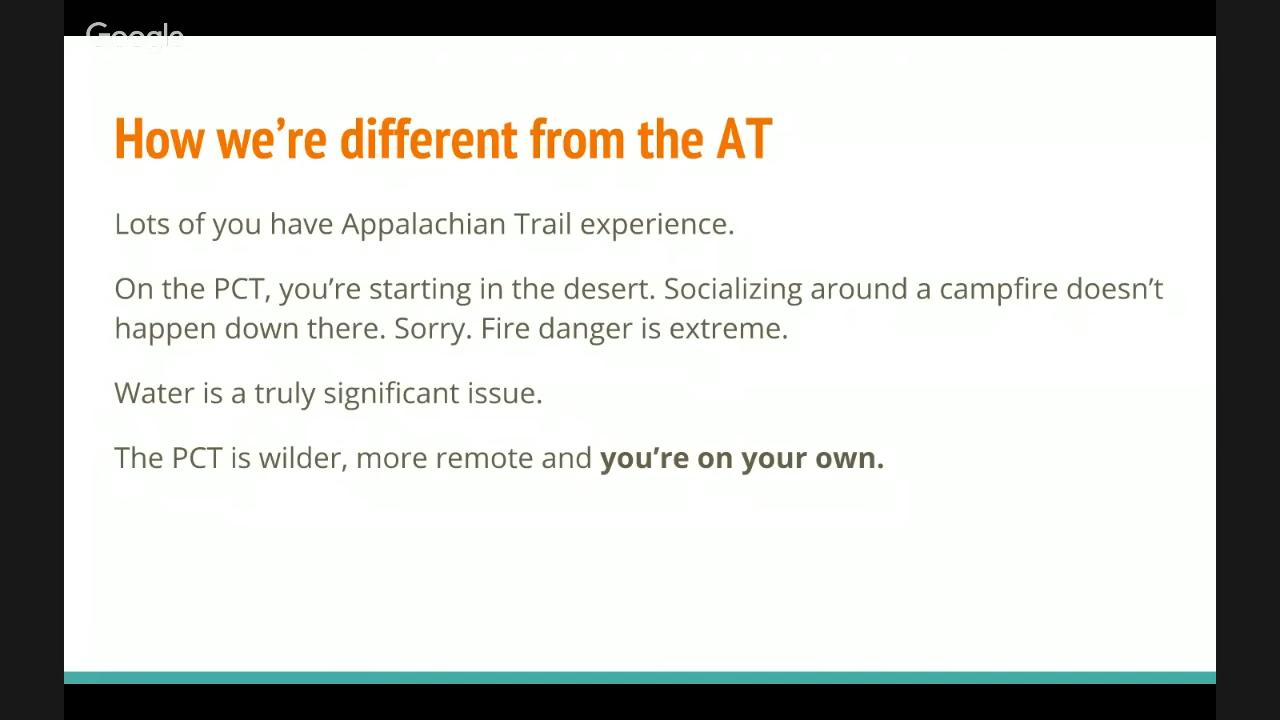 Google
How we're different from the AT
Lots of you have Appalachian Trail experience.
On the PCT, you're starting in the desert. Socializing around a campfire doesn't
happen down there. Sorry. Fire danger is extreme.
Water is a truly significant issue.
The PCT is wilder, more remote and you're on your own.